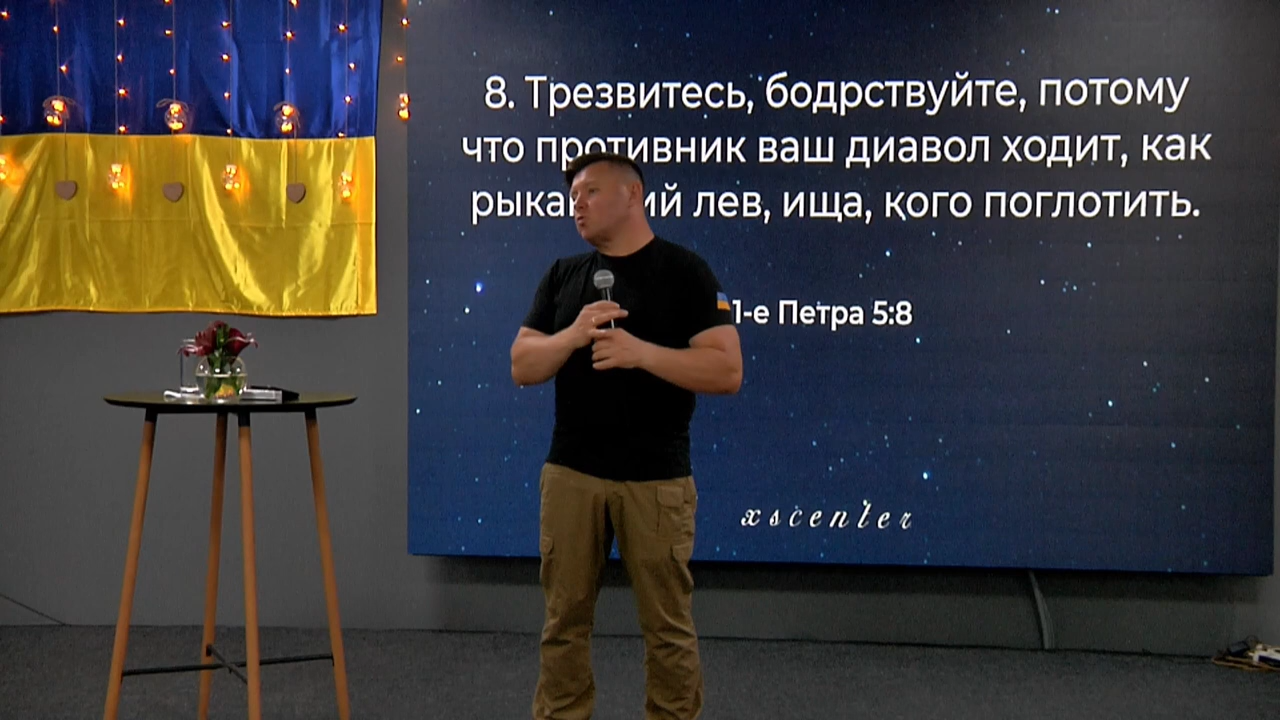 8. Трезвитесь, бодрствуйте, потому
что противник ваш диавол ходит, как
лев, ища, кого поглотить.
1-е Петра 5:8
xscenter